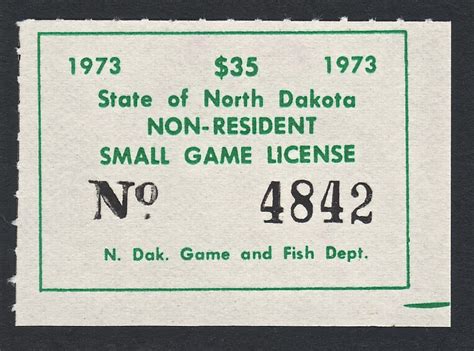 1973 $35 1973
State of North Dakota
NON-RESIDENT
SMALL GAME LICENSE
Nº 4842
N. Dak. Game and Fish Dept.